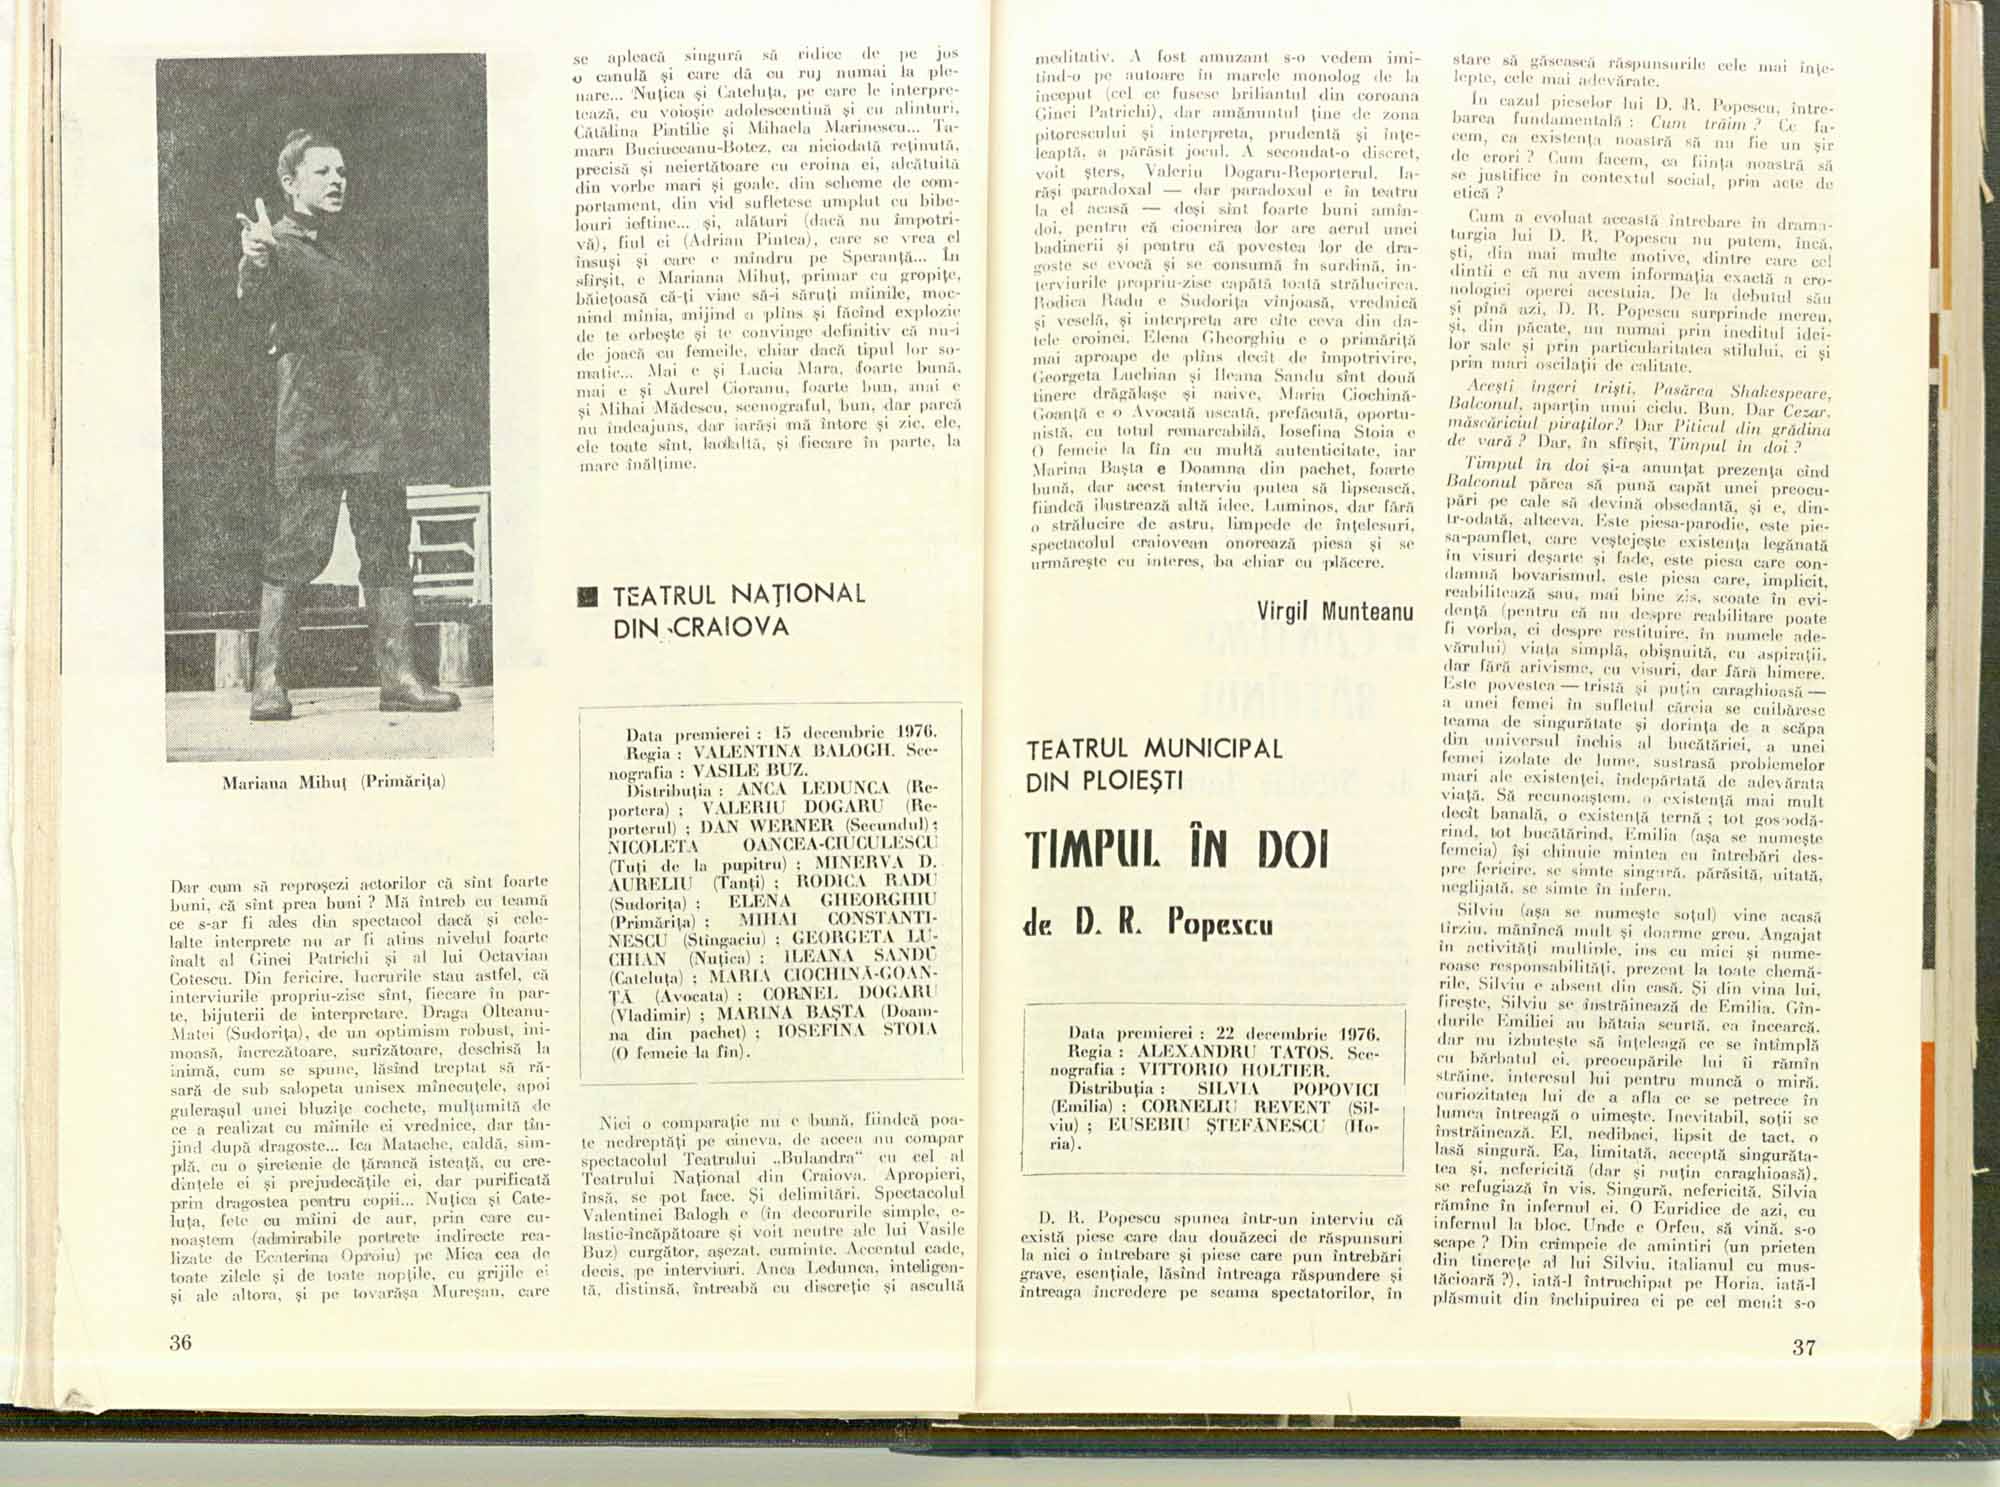 Mariana Mihuț (Primărița)
Dar cum să reproșezi actorilor că sînt foarte
buni, că sînt prea buni ? Mă întreb cu teamă
ce s-ar fi ales din spectacol dacă și cele-
lalte interprete nu ar fi atins nivelul foarte
înalt al Ginei Patrichi și al lui Octavian
Cotescu. Din fericire, lucrurile stau astfel, că
interviurile propriu-zise sînt, fiecare în par-
te, bijuterii de interpretare. Draga Olteanu-
Matei (Sudorița), de un optimism robust, ini-
moasă, încrezătoare, surîzătoare, deschisă la
inimă, cum se spune, lăsînd treptat să ră-
sară de sub salopeta unisex mînecuțele, apoi
gulerașul unei bluzițe cochete, mulțumită de
ce a realizat cu mîinile ei vrednice, dar tîn-
jind după dragoste... Ica Matache, caldă, sim-
plă, cu o șiretenie de țărancă isteață, cu cre-
dințele ei și prejudecățile ei, dar purificată
prin dragostea pentru copii... Nuțica și Cate-
luța, fete cu mîini de aur, prin care cu-
noaștem (admirabile portrete indirecte rea-
lizate de Ecaterina Oproiu) pe Mica cea de
toate zilele și de toate nopțile, cu grijile ei
și ale altora, și pe tovarășa Mureșan, care
36
se apleacă singură să ridice de pe jos
o canulă și care dă cu ruj numai la ple-
nare... Nuțica și Cateluța, pe care le interpre-
tează, cu voioșie adolescentină și cu alinturi,
Cătălina Pintilie și Mihaela Marinescu... Ta-
mara Buciuceanu-Botez, ca niciodată reținută,
precisă și neiertătoare cu eroina ei, alcătuită
din vorbe mari și goale, din scheme de com-
portament, din vid sufletesc umplut cu bibe-
louri ieftine... și, alături (dacă nu împotri-
vă), fiul ei (Adrian Pintea), care se vrea el
însuși și care e mîndru pe Speranță... În
sfîrșit, e Mariana Mihuț, primar cu gropițe,
băiețoasă că-ți vine să-i săruți mîinile, moc-
nind mînia, mijind a plîns și făcînd explozie
de te orbește și te convinge definitiv că nu-i
de joacă cu femeile, chiar dacă tipul lor so-
matic... Mai e și Lucia Mara, foarte bună,
mai e și Aurel Cioranu, foarte bun, mai e
și Mihai Mădescu, scenograful, bun, dar parcă
nu îndeajuns, dar iarăși mă întorc și zic, ele,
ele toate sînt, laolaltă, și fiecare în parte, la
mare înălțime.
■ TEATRUL NAȚIONAL
DIN CRAIOVA
Data premierei : 15 decembrie 1976.
Regia : VALENTINA BALOGH. Sce-
nografia : VASILE BUZ.
Distribuția : ANCA LEDUNCA (Re-
portera) ; VALERIU DOGARU (Re-
porterul) ; DAN WERNER (Secundul) ;
NICOLETA OANCEA-CIUCULESCU
(Tuți de la pupitru) ; MINERVA D.
AURELIU (Tanți) ; RODICA RADU
(Sudorița) ; ELENA GHEORGHIU
(Primărița) ; MIHAI CONSTANTI-
NESCU (Stîngaciu) ; GEORGETA LU-
CHIAN (Nuțica) ; ILEANA SANDU
(Cateluța) ; MARIA CIOCHINĂ-GOAN-
ȚĂ (Avocata) ; CORNEL DOGARU
(Vladimir) ; MARINA BAȘTA (Doam-
na din pachet) ; IOSEFINA STOIA
(O femeie la fin).
Nici o comparație nu e bună, fiindcă poa-
te nedreptăți pe cineva, de aceea nu compar
spectacolul Teatrului „Bulandra“ cu cel al
Teatrului Național din Craiova. Apropieri,
însă, se pot face. Și delimitări. Spectacolul
Valentinei Balogh e (în decorurile simple, e-
lastic-încăpătoare și voit neutre ale lui Vasile
Buz) curgător, așezat, cuminte. Accentul cade,
decis, pe interviuri. Anca Ledunca, inteligen-
tă, distinsă, întreabă cu discreție și ascultă
meditativ. A fost amuzant s-o vedem imi-
tînd-o pe autoare în marele monolog de la
început (cel ce fusese briliantul din coroana
Ginei Patrichi), dar amănuntul ține de zona
pitorescului și interpreta, prudentă și înțe-
leaptă, a părăsit jocul. A secondat-o discret,
voit șters, Valeriu Dogaru-Reporterul. Ia-
răși paradoxal — dar paradoxul e în teatru
la el acasă — deși sînt foarte buni amîn-
doi, pentru că ciocnirea lor are aerul unei
badinerii și pentru că povestea lor de dra-
goste se evocă și se consumă în surdină, in-
terviurile propriu-zise capătă toată strălucirea.
Rodica Radu e Sudorița vînjoasă, vrednică
și veselă, și interpreta are cîte ceva din da-
tele eroinei, Elena Gheorghiu e o primăriță
mai aproape de plîns decît de împotrivire,
Georgeta Luchian și Ileana Sandu sînt două
tinere drăgălașe și naive, Maria Ciochină-
Goanță e o Avocată uscată, prefăcută, oportu-
nistă, cu totul remarcabilă, Iosefina Stoia e
O femeie la fin cu multă autenticitate, iar
Marina Bașta e Doamna din pachet, foarte
bună, dar acest interviu putea să lipsească,
fiindcă ilustrează altă idee. Luminos, dar fără
o strălucire de astru, limpede de înțelesuri,
spectacolul craiovean onorează piesa și se
urmărește cu interes, ba chiar cu plăcere.
Virgil Munteanu
TEATRUL MUNICIPAL
DIN PLOIEȘTI
TIMPUL ÎN DOI
de D. R. Popescu
Data premierei : 22 decembrie 1976.
Regia : ALEXANDRU TATOS. Sce-
nografia : VITTORIO HOLTIER.
Distribuția : SILVIA POPOVICI
(Emilia) ; CORNELIU REVENT (Sil-
viu) ; EUSEBIU ȘTEFĂNESCU (Ho-
ria).
D. R. Popescu spunea într-un interviu că
există piese care dau douăzeci de răspunsuri
la nici o întrebare și piese care pun întrebări
grave, esențiale, lăsînd întreaga răspundere și
întreaga încredere pe seama spectatorilor, în
stare să găsească răspunsurile cele mai înțe-
lepte, cele mai adevărate.
În cazul pieselor lui D. R. Popescu, între-
barea fundamentală : Cum trăim ? Ce fa-
cem, ca existența noastră să nu fie un șir
de erori ? Cum facem, ca ființa noastră să
se justifice în contextul social, prin acte de
etică ?
Cum a evoluat această întrebare în drama-
turgia lui D. R. Popescu nu putem, încă,
ști, din mai multe motive, dintre care cel
dintîi e că nu avem informația exactă a cro-
nologiei operei acestuia. De la debutul său
și pînă azi, D. R. Popescu surprinde mereu,
și, din păcate, nu numai prin ineditul idei-
lor sale și prin particularitatea stilului, ci și
prin mari oscilații de calitate.
Acești îngeri triști, Pasărea Shakespeare,
Balconul, aparțin unui ciclu. Bun. Dar Cezar,
măscăriciul piraților? Dar Piticul din grădina
de vară ? Dar, în sfîrșit, Timpul în doi ?
Timpul în doi și-a anunțat prezența cînd
Balconul părea să pună capăt unei preocu-
pări pe cale să devină obsedantă, și e, din-
tr-odată, altceva. Este piesa-parodie, este pie-
sa-pamflet, care veștejește existența legănată
în visuri deșarte și fade, este piesa care con-
damnă bovarismul, este piesa care, implicit,
reabilitează sau, mai bine zis, scoate în evi-
dență (pentru că nu despre reabilitare poate
fi vorba, ci despre restituire, în numele ade-
vărului) viața simplă, obișnuită, cu aspirații,
dar fără arivisme, cu visuri, dar fără himere.
Este povestea — tristă și puțin caraghioasă —
a unei femei în sufletul căreia se cuibăresc
teama de singurătate și dorința de a scăpa
din universul închis al bucătăriei, a unei
femei izolate de lume, sustrasă problemelor
mari ale existenței, îndepărtată de adevărata
viață. Să recunoaștem, o existență mai mult
decît banală, o existență ternă ; tot gospodă-
rind, tot bucătărind, Emilia (așa se numește
femeia) își chinuie mintea cu întrebări des-
pre fericire, se simte singură, părăsită, uitată,
neglijată, se simte în infern.
Silviu (așa se numește soțul) vine acasă
tîrziu, mănîncă mult și doarme greu. Angajat
în activități multiple, ins cu mici și nume-
roase responsabilități, prezent la toate chemă-
rile, Silviu e absent din casă. Și din vina lui,
firește, Silviu se înstrăinează de Emilia. Gîn-
durile Emiliei au bătaia scurtă, ea încearcă,
dar nu izbutește să înțeleagă ce se întîmplă
cu bărbatul ei, preocupările lui îi rămîn
străine, interesul lui pentru muncă o miră,
curiozitatea lui de a afla ce se petrece în
lumea întreagă o uimește. Inevitabil, soții se
înstrăinează. El, nedibaci, lipsit de tact, o
lasă singură. Ea, limitată, acceptă singurăta-
tea și, nefericită (dar și puțin caraghioasă),
se refugiază în vis. Singură, nefericită, Silvia
rămîne în infernul ei. O Euridice de azi, cu
infernul la bloc. Unde e Orfeu, să vină, s-o
scape ? Din crîmpeie de amintiri (un prieten
din tinerețe al lui Silviu, italianul cu mus-
tăcioară ?), iată-l întruchipat pe Horia, iată-l
plăsmuit din închipuirea ei pe cel menit s-o
37